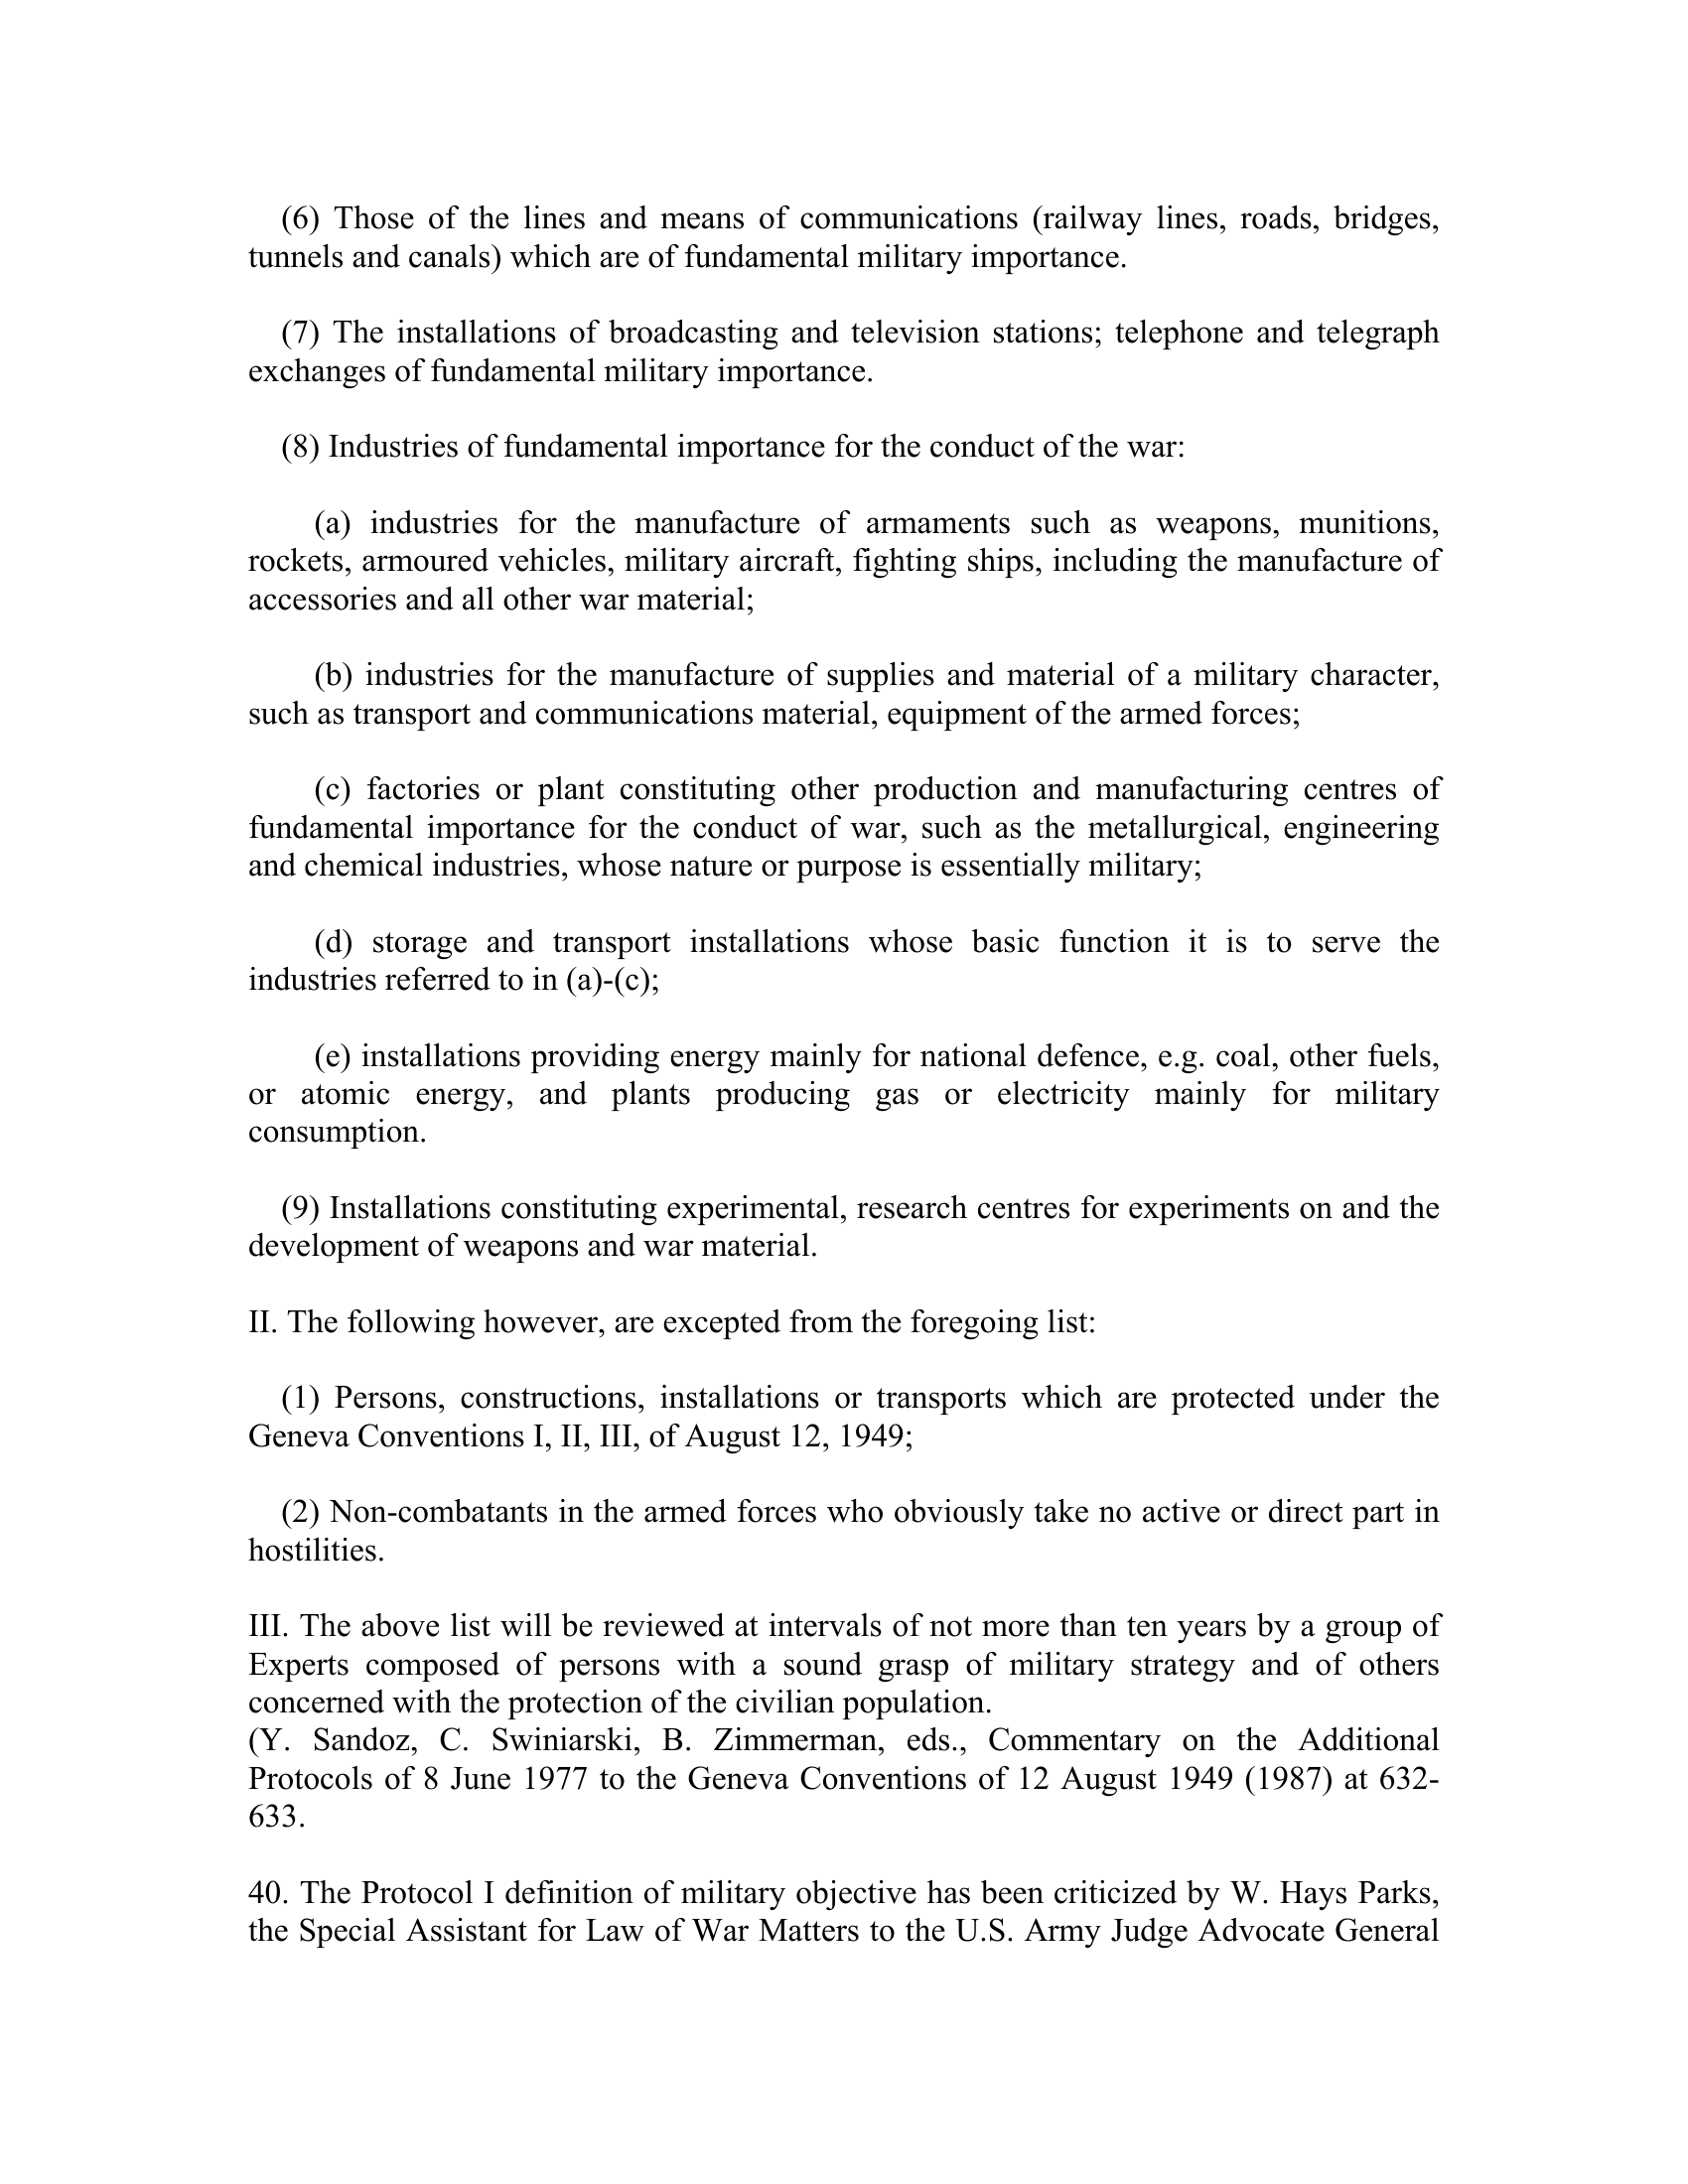 (6) Those of the lines and means of communications (railway lines, roads, bridges,
tunnels and canals) which are of fundamental military importance.
(7) The installations of broadcasting and television stations; telephone and telegraph
exchanges of fundamental military importance.
(8) Industries of fundamental importance for the conduct of the war:
(a) industries for the manufacture of armaments such as weapons, munitions,
rockets, armoured vehicles, military aircraft, fighting ships, including the manufacture of
accessories and all other war material;
(b) industries for the manufacture of supplies and material of a military character,
such as transport and communications material, equipment of the armed forces;
(c) factories or plant constituting other production and manufacturing centres of
fundamental importance for the conduct of war, such as the metallurgical, engineering
and chemical industries, whose nature or purpose is essentially military;
(d) storage and transport installations whose basic function it is to serve the
industries referred to in (a)-(c);
(e) installations providing energy mainly for national defence, e.g. coal, other fuels,
or atomic energy, and plants producing gas or electricity mainly for military
consumption.
(9) Installations constituting experimental, research centres for experiments on and the
development of weapons and war material.
II. The following however, are excepted from the foregoing list:
(1) Persons, constructions, installations or transports which are protected under the
Geneva Conventions I, II, III, of August 12, 1949;
(2) Non-combatants in the armed forces who obviously take no active or direct part in
hostilities.
III. The above list will be reviewed at intervals of not more than ten years by a group of
Experts composed of persons with a sound grasp of military strategy and of others
concerned with the protection of the civilian population.
(Y. Sandoz, C. Swiniarski, B. Zimmerman, eds., Commentary on the Additional
Protocols of 8 June 1977 to the Geneva Conventions of 12 August 1949 (1987) at 632-
633.
40. The Protocol I definition of military objective has been criticized by W. Hays Parks,
the Special Assistant for Law of War Matters to the U.S. Army Judge Advocate General